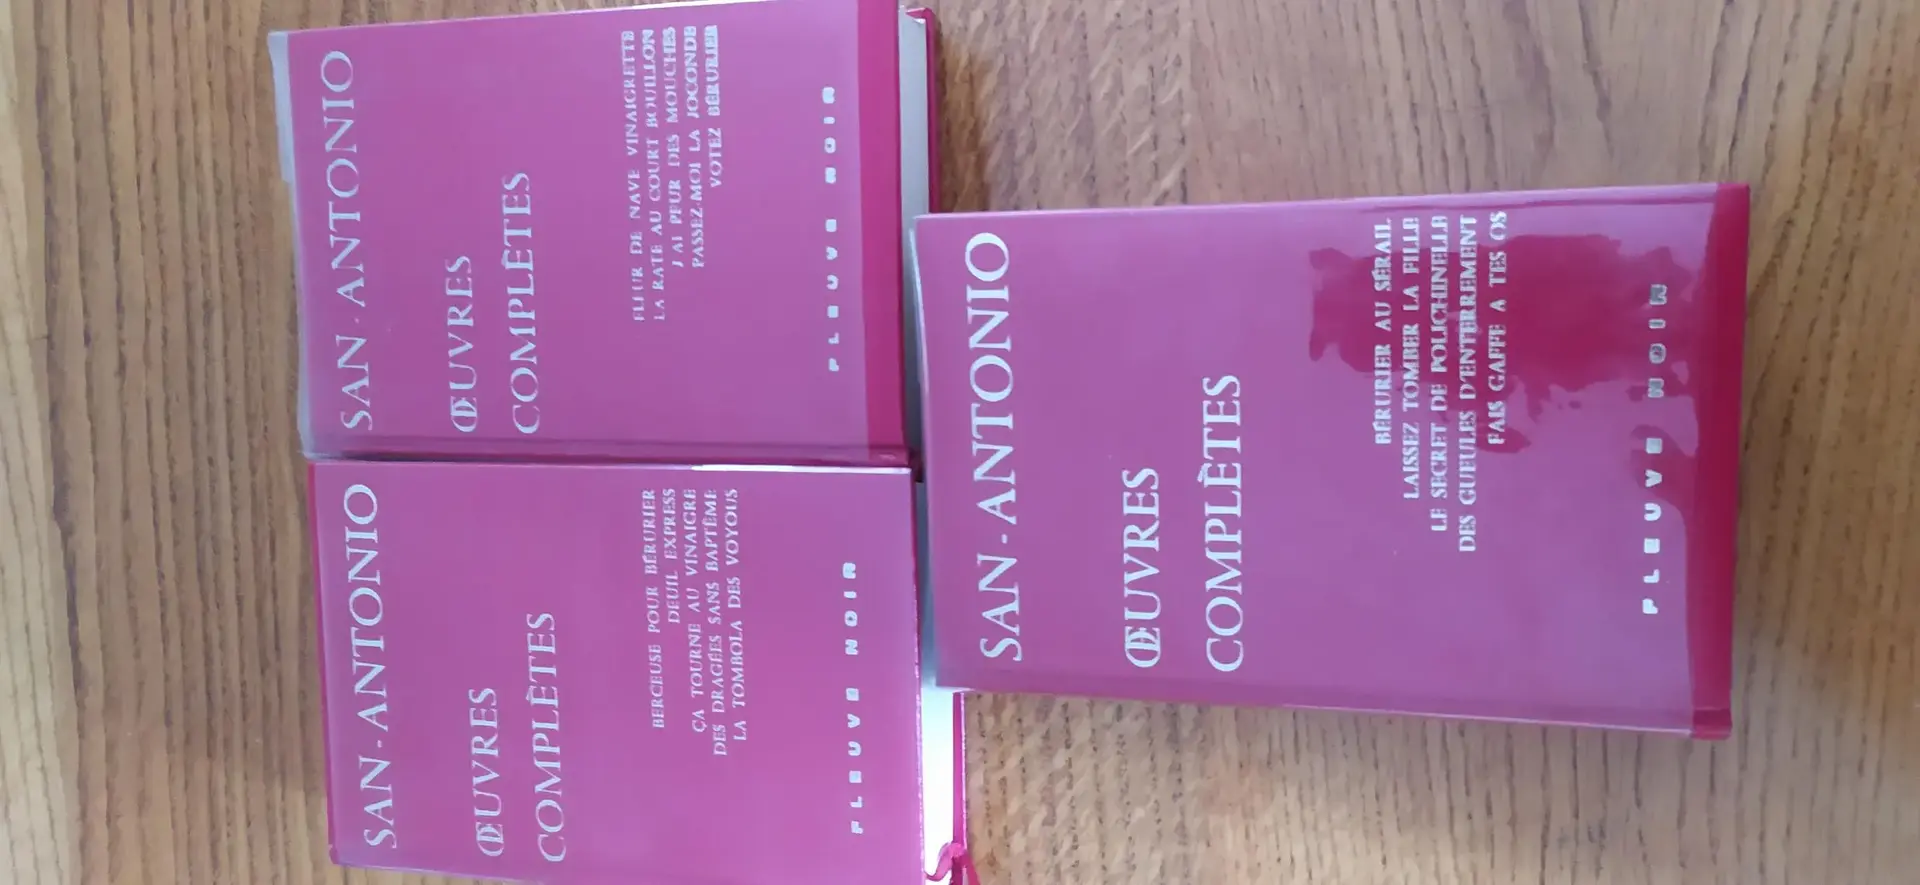 SAN-ANTONIO
ŒUVRES
COMPLÈTES
FLEUR DE NAVE VINAIGRETTE
LA RATE AU COURT BOUILLON
J'AI PEUR DES MOUCHES
PASSEZ-MOI LA JOCONDE
VOTEZ BÉRURIER
FLEUVE NOIR
SAN-ANTONIO
ŒUVRES
COMPLÈTES
BERCEUSE POUR BÉRURIER
DEUIL EXPRESS
ÇA TOURNE AU VINAIGRE
DES DRAGÉES SANS BAPTÊME
LA TOMBOLA DES VOYOUS
FLEUVE NOIR
SAN-ANTONIO
ŒUVRES
COMPLÈTES
BÉRURIER AU SÉRAIL
LAISSEZ TOMBER LA FILLE
LE SECRET DE POLICHINELLE
DES GUEULES D'ENTERREMENT
FAIS GAFFE A TES OS
FLEUVE NOIR